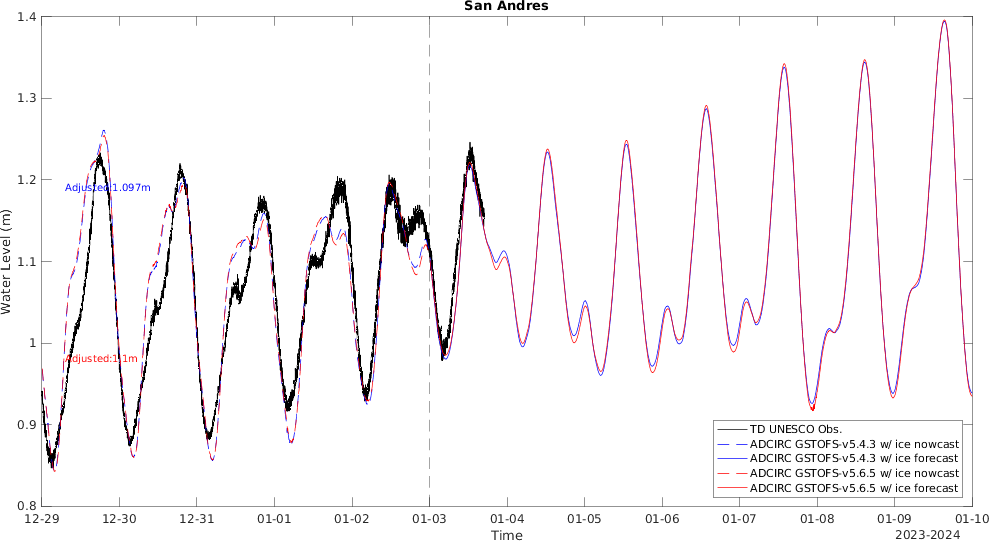 San Andres
1.4
1.3
1.2
1.1
1
0.9
0.8
Water Level (m)
Adjusted:1.097m
Adjusted:1.1m
TD UNESCO Obs.
ADCIRC GSTOFS-v5.4.3 w/ ice nowcast
ADCIRC GSTOFS-v5.4.3 w/ ice forecast
ADCIRC GSTOFS-v5.6.5 w/ ice nowcast
ADCIRC GSTOFS-v5.6.5 w/ ice forecast
12-29 12-30 12-31 01-01 01-02 01-03 01-04 01-05 01-06 01-07 01-08 01-09 01-10
Time
2023-2024